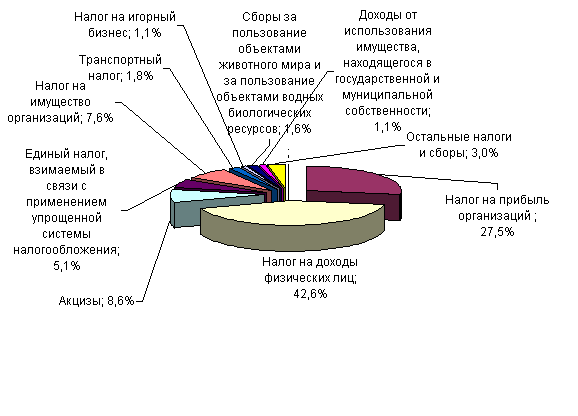 Налог на игорный
бизнес; 1,1%
Сборы за
пользование
объектами
животного мира и
за пользование
объектами водных
биологических
ресурсов; 1,6%
Доходы от
использования
имущества,
находящегося в
государственной и
муниципальной
собственности;
1,1%
Транспортный
налог; 1,8%
Налог на
имущество
организаций; 7,6%
Остальные налоги
и сборы; 3,0%
Единый налог,
взимаемый в
связи с
применением
упрощенной
системы
налогообложения;
5,1%
Налог на прибыль
организаций ;
27,5%
Налог на доходы
физических лиц;
42,6%
Акцизы; 8,6%